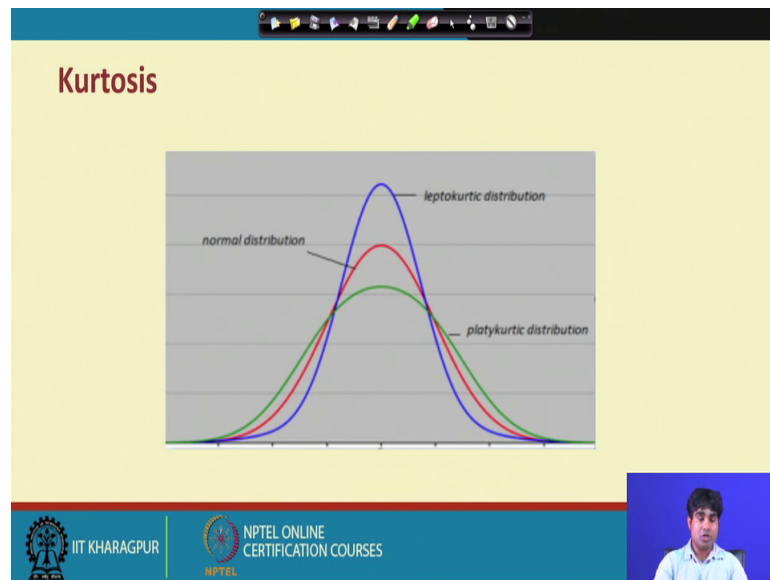 Kurtosis
leptokurtic distribution
normal distribution
platykurtic distribution
IIT KHARAGPUR
NPTEL
NPTEL ONLINE
CERTIFICATION COURSES